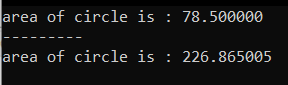 area of circle is : 78.500000
---------
area of circle is : 226.865005